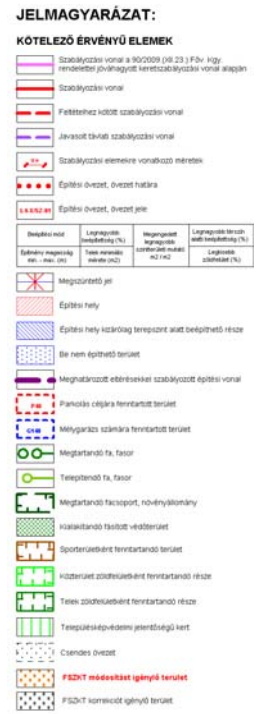 JELMAGYARÁZAT:
KÖTELEZŐ ÉRVÉNYŰ ELEMEK
Szabályozási vonal a 90/2009 (XII.23.) Főv. Kgy.
rendelettel jóváhagyott keretszabályozási vonal alapján
Szabályozási vonal
Feltételhez kötött szabályozási vonal
Javasolt távlati szabályozási vonal
Szabályozási elemekre vonatkozó méretek
Építési övezet, övezet határa
Építési övezet, övezet jele
Beépítési mód
Legnagyobb
beépítettség (%)
Megengedett
legnagyobb
szintterületi mutató
m2 / m2
Legnagyobb térszín
alatti beépítettség (%)
Építmény magasság
min. - max. (m)
Telek minimális
mérete (m2)
Legkisebb
zöldfelület (%)
Megszüntető jel
Építési hely
Építési hely kizárólag terepszint alatt beépíthető része
Be nem építhető terület
Meghatározott eltérésekkel szabályozott építési vonal
Parkolás céljára fenntartott terület
Mélygarázs számára fenntartott terület
Megtartandó fa, fasor
Telepítendő fa, fasor
Megtartandó facsoport, növényállomány
Kialakítandó fásított védőterület
Sportterületként fenntartandó terület
Közterület zöldfelületként fenntartandó része
Telek zöldfelületként fenntartandó része
Településképvédelmi jelentőségű kert
Csendes övezet
FSZKT módosítást igénylő terület
FSZKT korrekciót igénylő terület